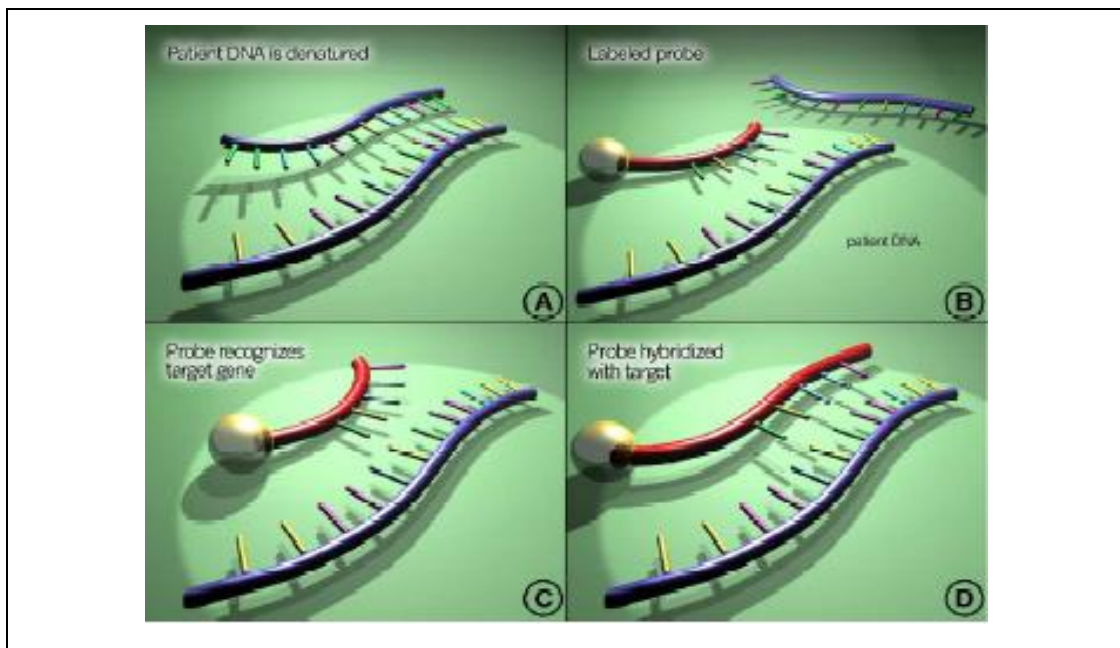 Patient DNA is denatured
A
Labeled probe
patient DNA
B
Probe recognizes
target gene
C
Probe hybridized
with target
D